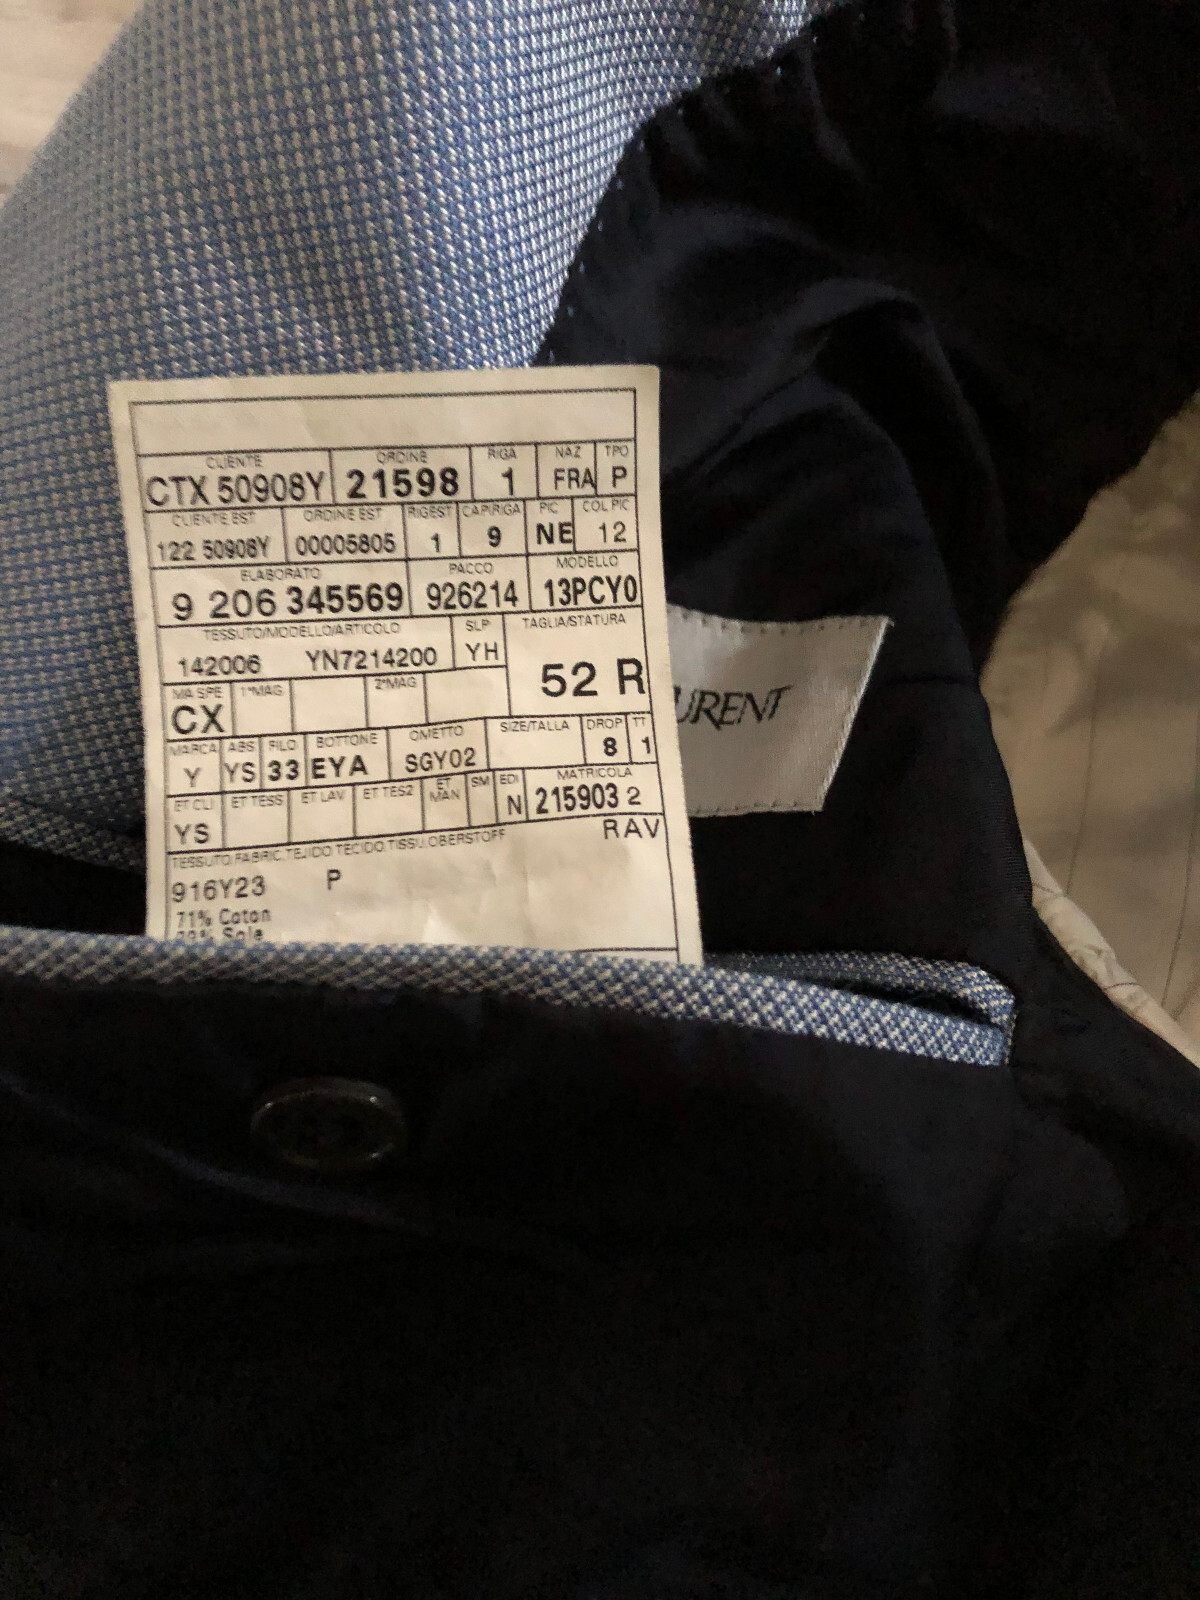 CLIENTE ORDINE RIGA NAZ TPO
CTX 50908Y 21598 1 FRA P
CLIENTE EST ORDINE EST RIGEST CAPI/RIGA PIC COL PIC
122 50908Y 00005805 1 9 NE 12
ELABORATO PACCO MODELLO
9 206 345569 926214 13PCY0
TESSUTO/MODELLO/ARTICOLO SLP TAGLIA/STATURA
142006 YN7214200 YH 52 R
MA SPE 1°MAG 2°MAG
CX
MARCA ABS FILO BOTTONE OMETTO SIZE/TALLA DROP TT
Y YS 33 EYA SGY02 8 1
ET CLI ET TESS ET LAV ET TES2 ET MAN SM EDI MATRICOLA
YS N 215903 2
TESSUTO.FABRIC.TEJIDO.TECIDO.TISSU.OBERSTOFF RAV
916Y23 P
71% Coton
% Soie
URENT